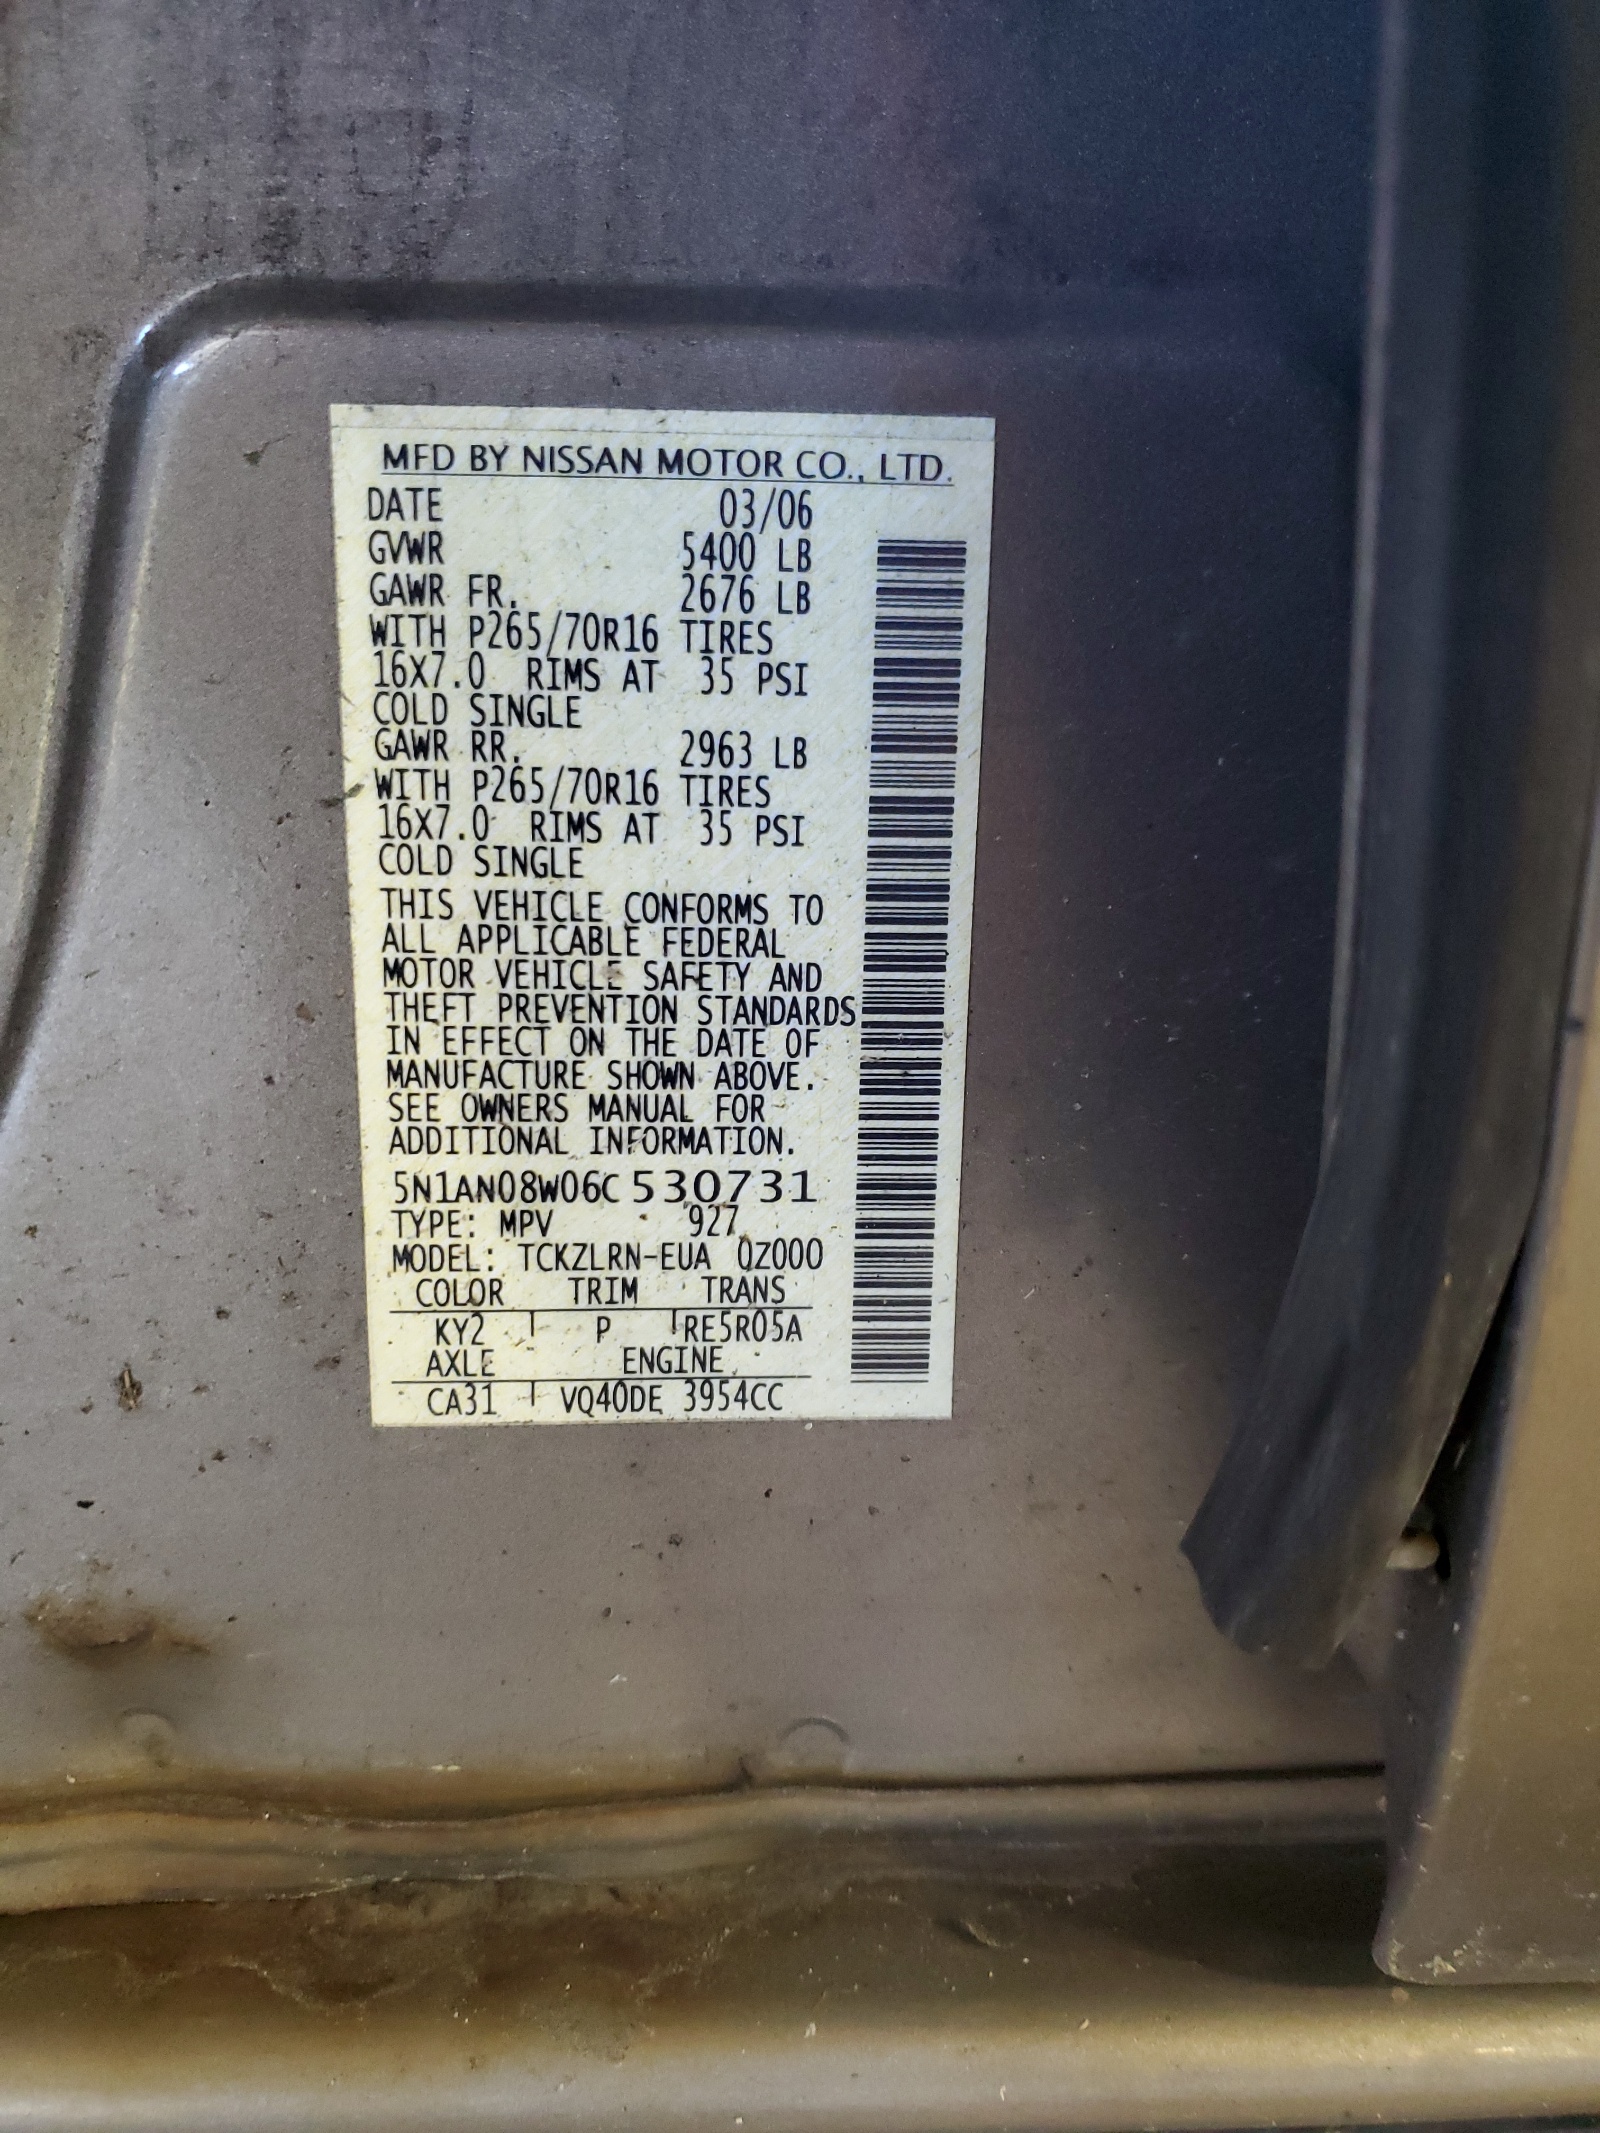 MFD BY NISSAN MOTOR CO., LTD.
DATE 03/06
GVWR 5400 LB
GAWR FR. 2676 LB
WITH P265/70R16 TIRES
16X7.0 RIMS AT 35 PSI
COLD SINGLE
GAWR RR. 2963 LB
WITH P265/70R16 TIRES
16X7.0 RIMS AT 35 PSI
COLD SINGLE
THIS VEHICLE CONFORMS TO
ALL APPLICABLE FEDERAL
MOTOR VEHICLE SAFETY AND
THEFT PREVENTION STANDARDS
IN EFFECT ON THE DATE OF
MANUFACTURE SHOWN ABOVE.
SEE OWNERS MANUAL FOR
ADDITIONAL INFORMATION.
5N1AN08W06C530731
TYPE: MPV 927
MODEL: TCKZLRN-EUA 0Z000
COLOR TRIM TRANS
KY2 P RE5R05A
AXLE ENGINE
CA31 VQ40DE 3954CC